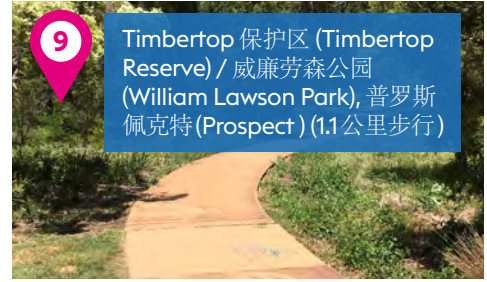 9
Timbertop 保护区 (Timbertop
Reserve) / 威廉劳森公园
(William Lawson Park), 普罗斯
佩克特 (Prospect ) (1.1 公里步行)